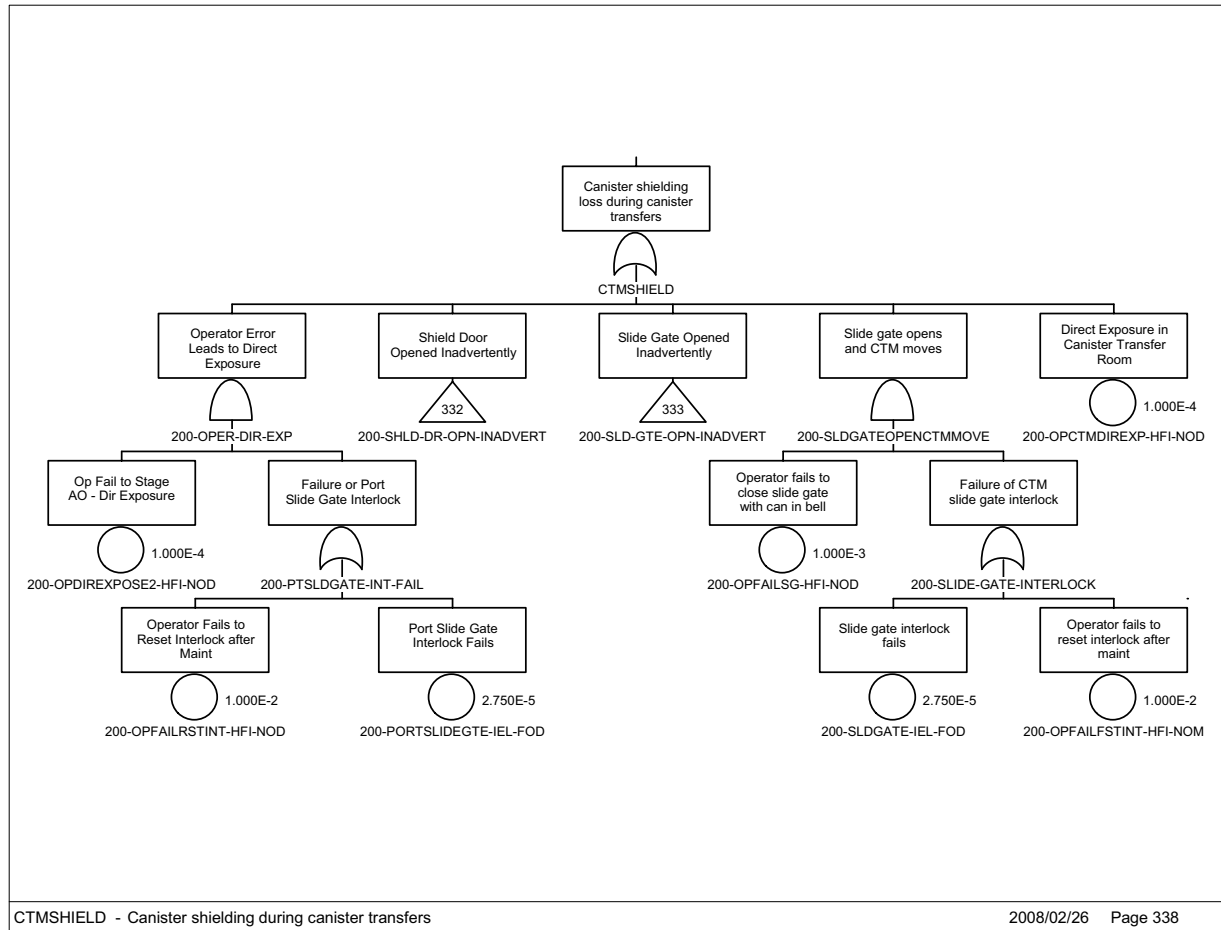 Canister shielding
loss during canister
transfers
CTMSHIELD
Operator Error
Leads to Direct
Exposure
200-OPER-DIR-EXP
Shield Door
Opened Inadvertently
332
200-SHLD-DR-OPN-INADVERT
Slide Gate Opened
Inadvertently
333
200-SLD-GTE-OPN-INADVERT
Slide gate opens
and CTM moves
200-SLDGATEOPENCTMMOVE
Direct Exposure in
Canister Transfer
Room
1.000E-4
200-OPCTMDIREXP-HFI-NOD
Op Fail to Stage
AO - Dir Exposure
1.000E-4
200-OPDIREXPOSE2-HFI-NOD
Failure or Port
Slide Gate Interlock
200-PTSLDGATE-INT-FAIL
Operator fails to
close slide gate
with can in bell
1.000E-3
200-OPFAILSG-HFI-NOD
Failure of CTM
slide gate interlock
200-SLIDE-GATE-INTERLOCK
Operator Fails to
Reset Interlock after
Maint
1.000E-2
200-OPFAILRSTINT-HFI-NOD
Port Slide Gate
Interlock Fails
2.750E-5
200-PORTSLIDEGTE-IEL-FOD
Slide gate interlock
fails
2.750E-5
200-SLDGATE-IEL-FOD
Operator fails to
reset interlock after
maint
1.000E-2
200-OPFAILFSTINT-HFI-NOM
CTMSHIELD - Canister shielding during canister transfers
2008/02/26 Page 338